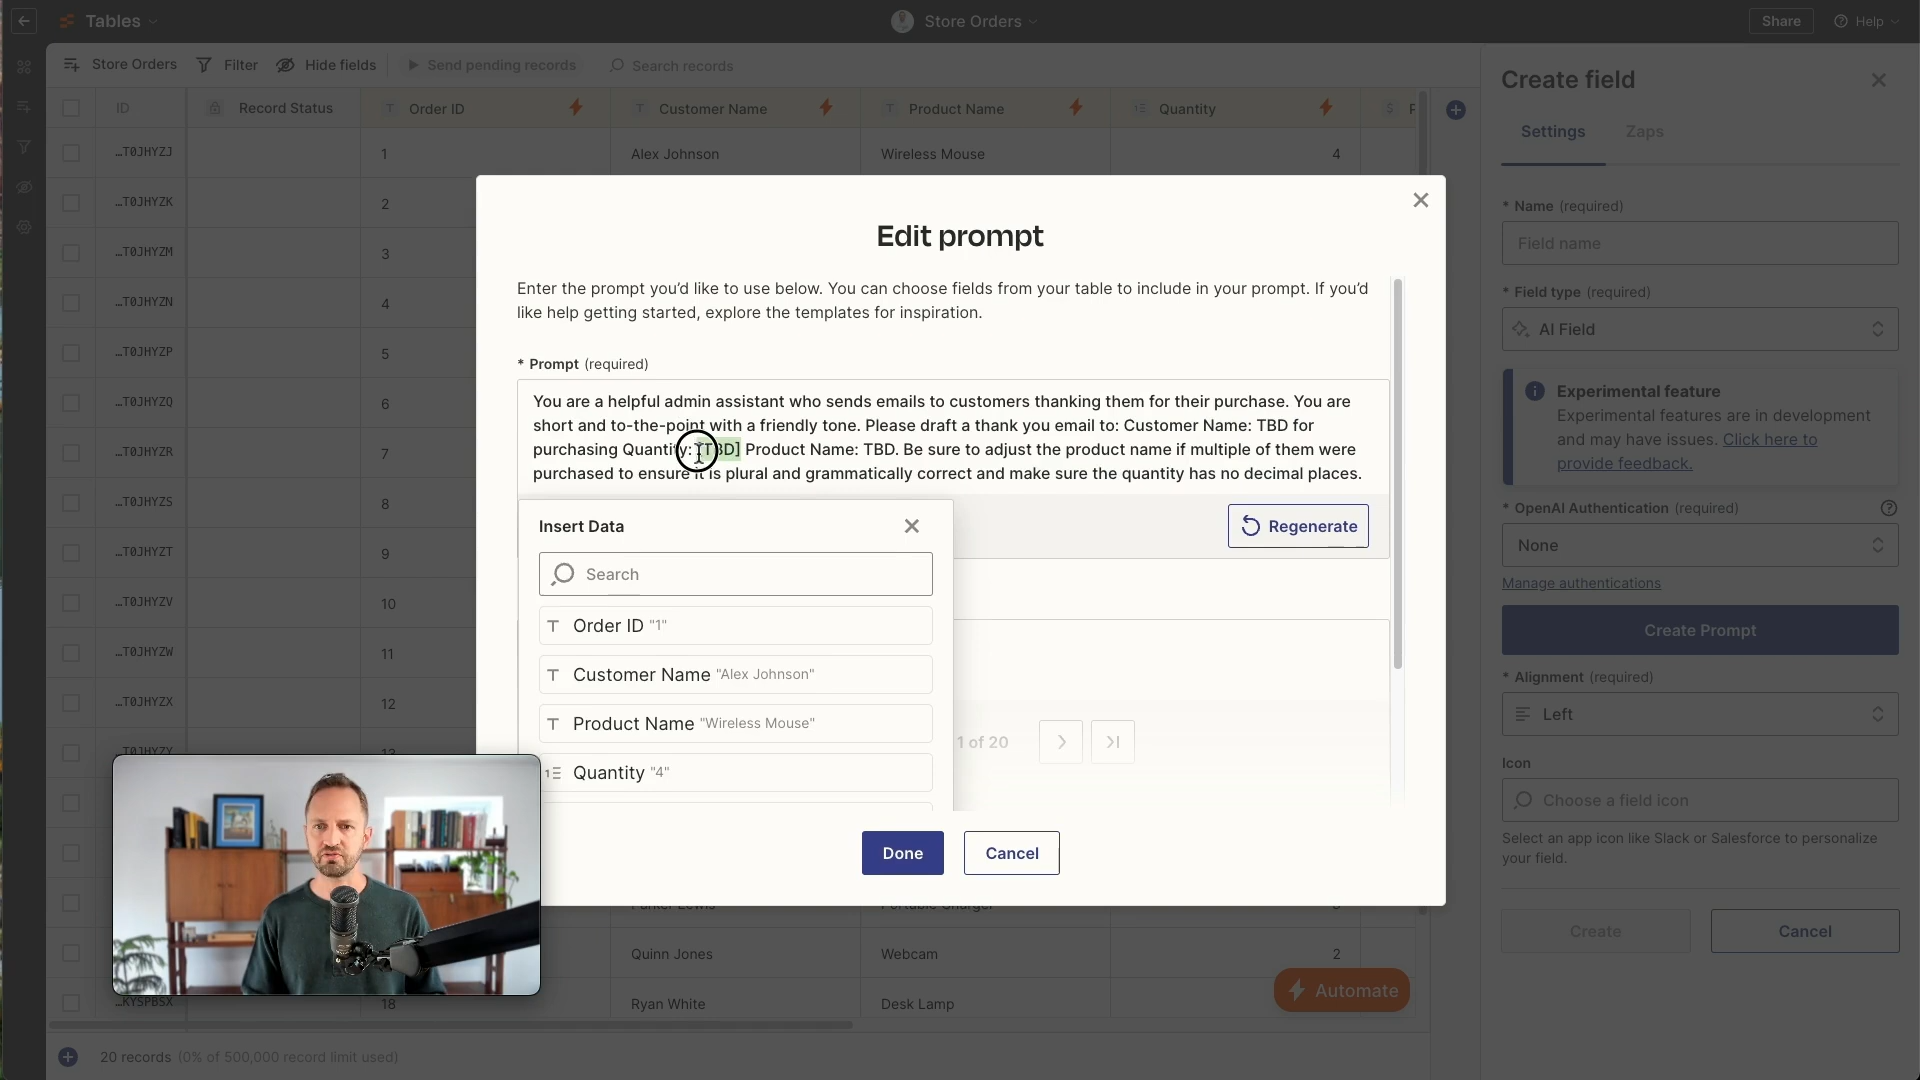 Tables
Store Orders
Share
Help
Store Orders
Filter
Hide fields
Send pending records
Search records
ID
Record Status
Order ID
Customer Name
Product Name
Quantity
…T0JHYZJ
1
Alex Johnson
Wireless Mouse
4
…T0JHYZK
2
…T0JHYZM
3
…T0JHYZN
4
…T0JHYZP
5
…T0JHYZQ
6
…T0JHYZR
7
…T0JHYZS
8
…T0JHYZT
9
…T0JHYZV
10
…T0JHYZW
11
…T0JHYZX
12
Quinn Jones
Webcam
2
…KYSPBSX
18
Ryan White
Desk Lamp
20 records (0% of 500,000 record limit used)
Automate
Edit prompt
Enter the prompt you'd like to use below. You can choose fields from your table to include in your prompt. If you'd
like help getting started, explore the templates for inspiration.
* Prompt (required)
You are a helpful admin assistant who sends emails to customers thanking them for their purchase. You are
short and to-the-point with a friendly tone. Please draft a thank you email to: Customer Name: TBD for
purchasing Quantity: [TBD] Product Name: TBD. Be sure to adjust the product name if multiple of them were
purchased to ensure it is plural and grammatically correct and make sure the quantity has no decimal places.
Insert Data
Regenerate
Search
Order ID "1"
Customer Name "Alex Johnson"
Product Name "Wireless Mouse"
Quantity "4"
1 of 20
Done
Cancel
Create field
Settings
Zaps
* Name (required)
Field name
* Field type (required)
AI Field
Experimental feature
Experimental features are in development
and may have issues. Click here to
provide feedback.
* OpenAI Authentication (required)
None
Manage authentications
Create Prompt
* Alignment (required)
Left
Icon
Choose a field icon
Select an app icon like Slack or Salesforce to personalize
your field.
Create
Cancel